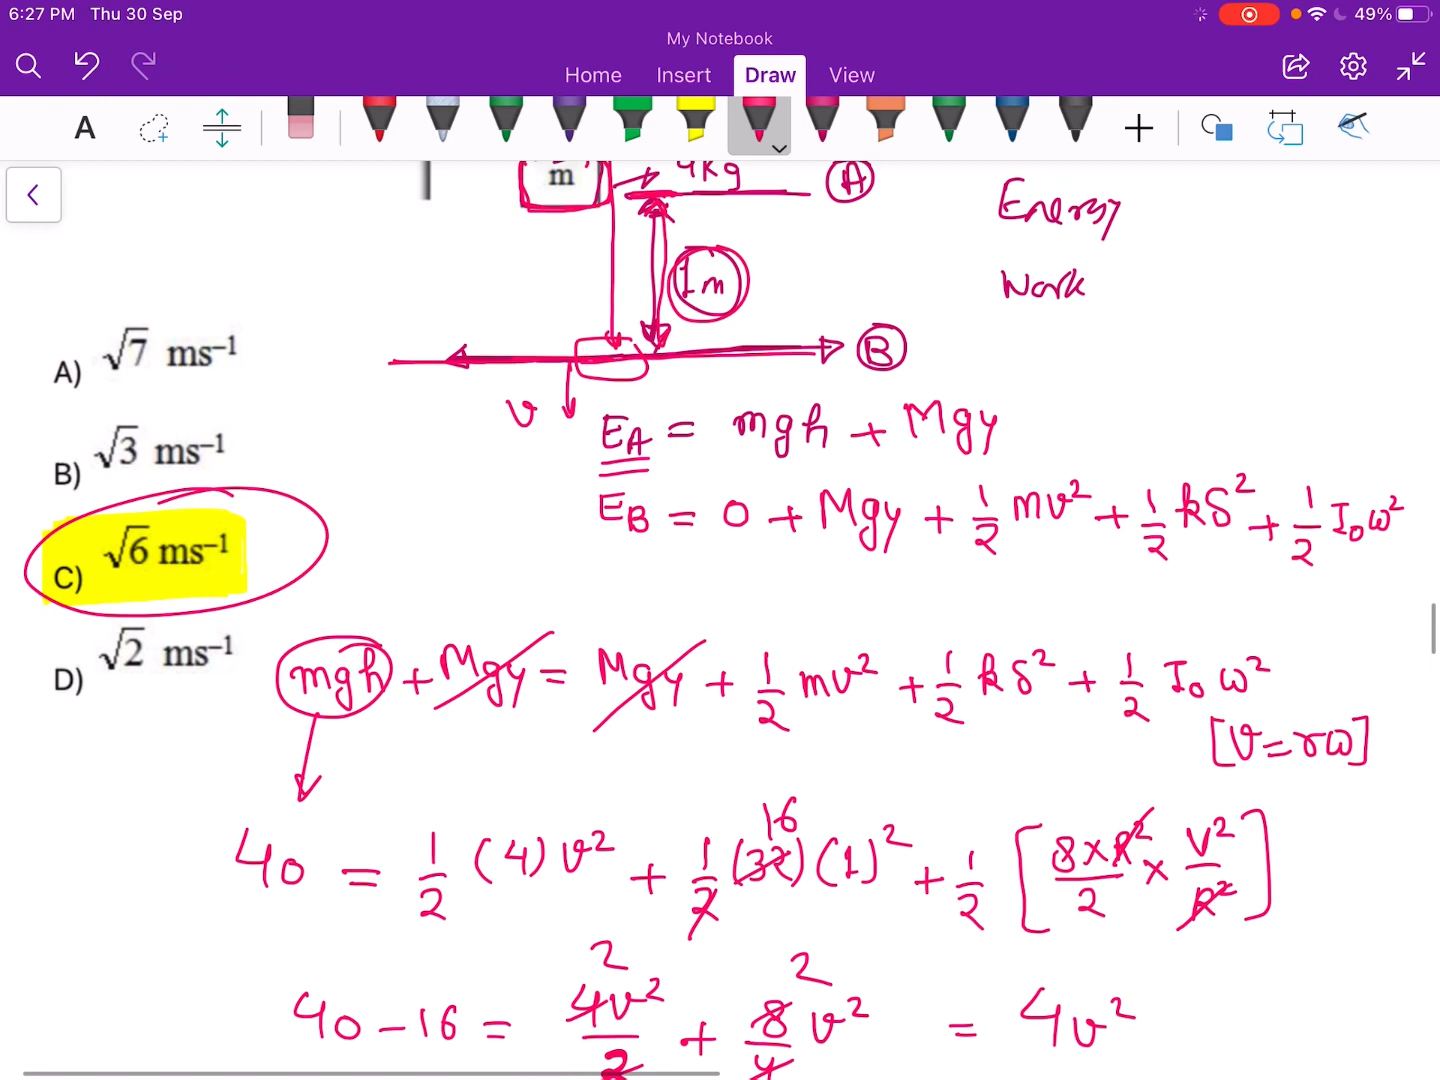 6:27 PM Thu 30 Sep
49%
My Notebook
Home Insert Draw View
A
m
4kg
A
Energy
1m
Work
B
v
A) √7 ms⁻¹
B) √3 ms⁻¹
C) √6 ms⁻¹
D) √2 ms⁻¹
E_A = mgh + Mgy
E_B = 0 + Mgy + 1/2 mv² + 1/2 kδ² + 1/2 I₀ω²
mgh + Mgy = Mgy + 1/2 mv² + 1/2 kδ² + 1/2 I₀ω²
[v=rω]
16
40 = 1/2 (4)v² + 1/2 (32)(1)² + 1/2 [8×R²/2 × v²/R²]
2 2
40-16 = 4v²/2 + 8/4 v² = 4v²